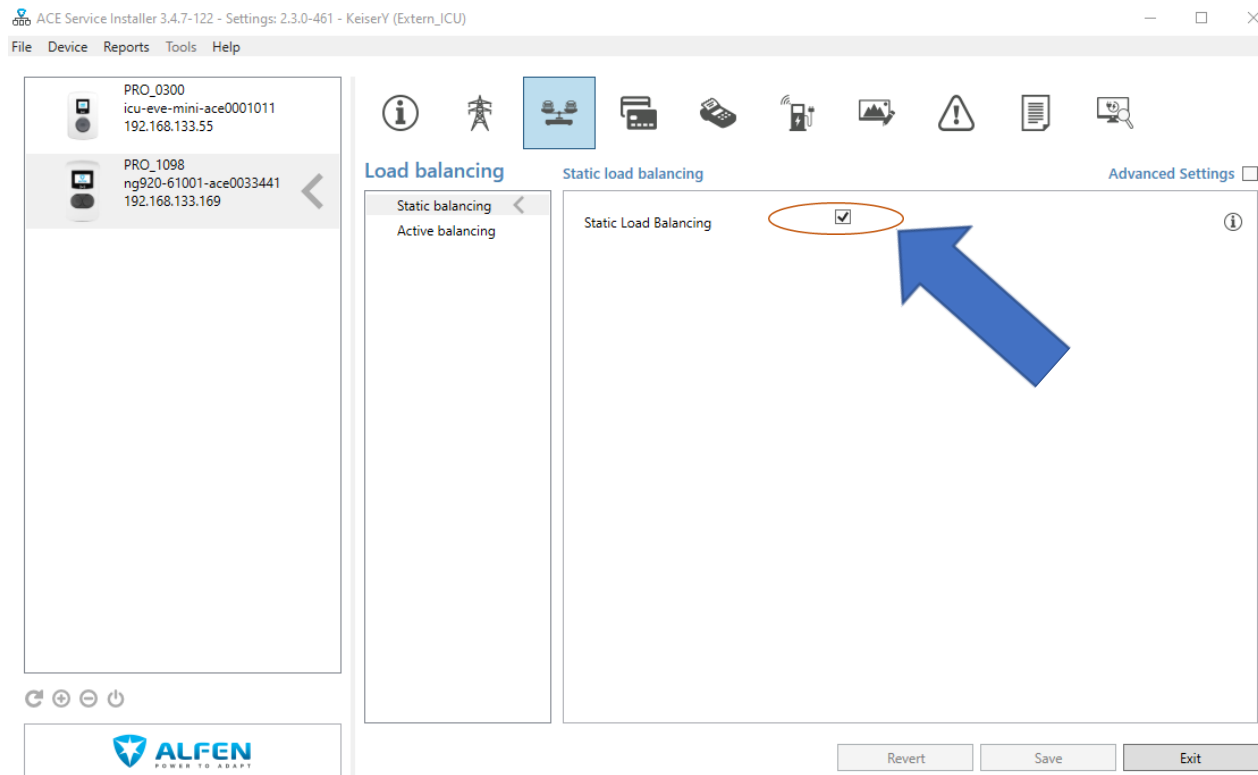 ACE Service Installer 3.4.7-122 - Settings: 2.3.0-461 - KeiserY (Extern_ICU)
File Device Reports Tools Help
PRO_0300
icu-eve-mini-ace0001011
192.168.133.55
PRO_1098
ng920-61001-ace0033441
192.168.133.169
Load balancing
Static balancing
Active balancing
Static load balancing
Advanced Settings
Static Load Balancing
ALFEN
POWER TO ADAPT
Revert
Save
Exit